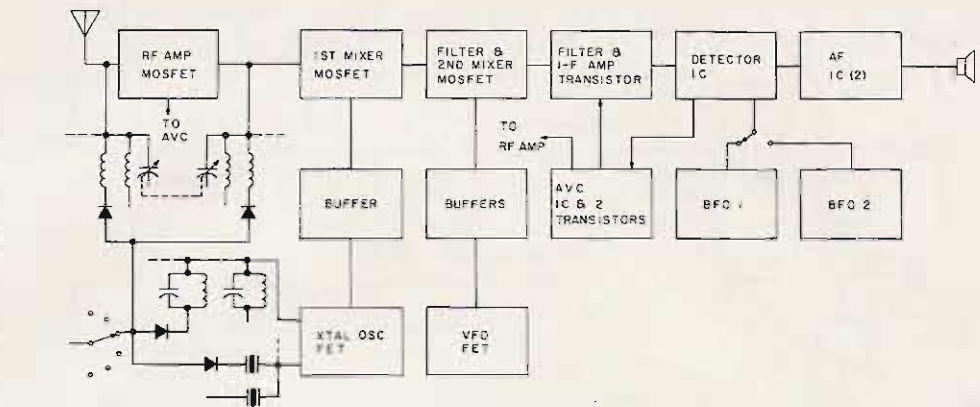 RF AMP
MOSFET
1ST MIXER
MOSFET
FILTER &
2ND MIXER
MOSFET
FILTER &
I-F AMP
TRANSISTOR
DETECTOR
IC
AF
IC (2)
TO
AVC
TO
RF AMP
BUFFER
BUFFERS
AVC
IC & 2
TRANSISTORS
BFO 1
BFO 2
XTAL OSC
FET
VFO
FET